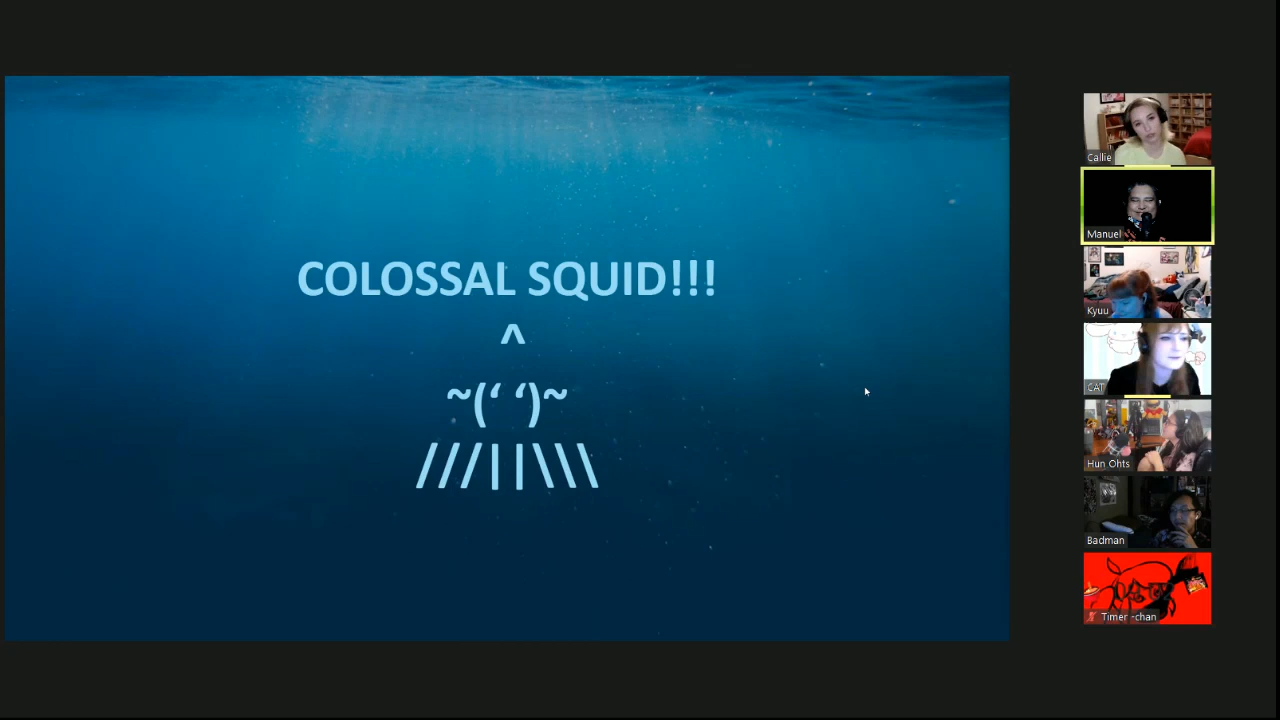 COLOSSAL SQUID!!!
^
~(‘ ‘)~
///||\\\
Callie
Manuel
Kyuu
CAT
Hun Ohts
Badman
Timer -chan